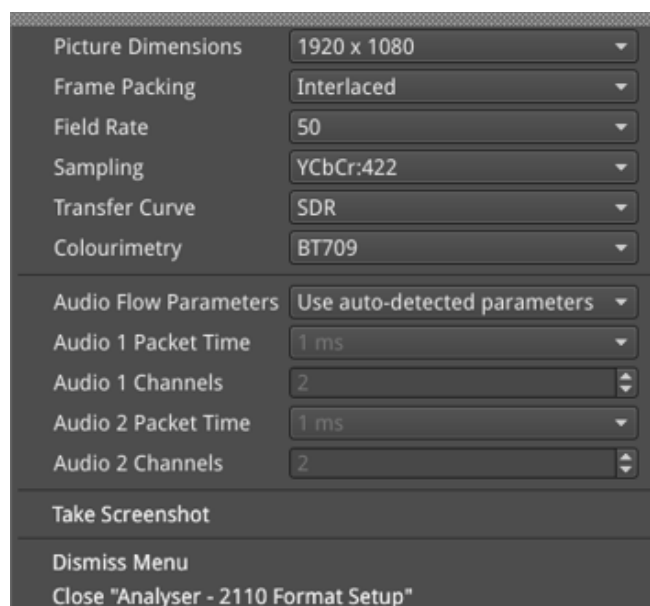 Picture Dimensions 1920 x 1080
Frame Packing Interlaced
Field Rate 50
Sampling YCbCr:422
Transfer Curve SDR
Colourimetry BT709
Audio Flow Parameters Use auto-detected parameters
Audio 1 Packet Time 1 ms
Audio 1 Channels 2
Audio 2 Packet Time 1 ms
Audio 2 Channels 2
Take Screenshot
Dismiss Menu
Close "Analyser - 2110 Format Setup"